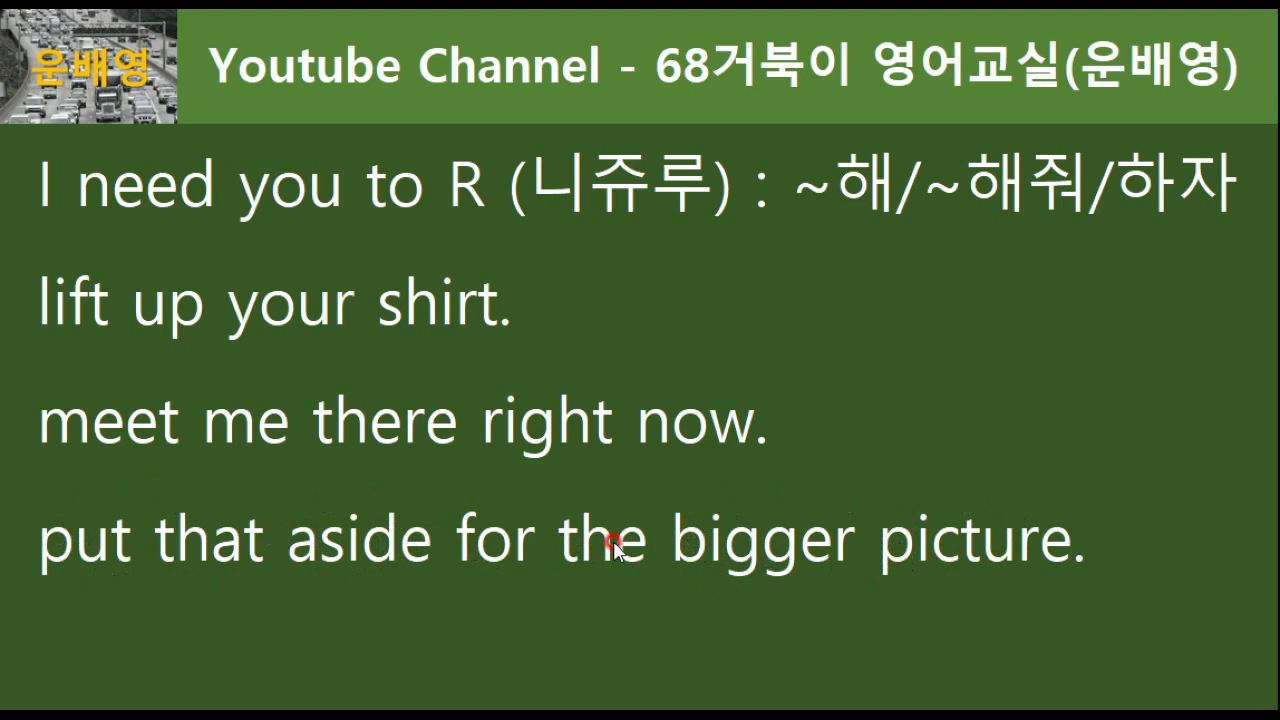 운배영
Youtube Channel - 68거북이 영어교실(운배영)
I need you to R (니쥬루) : ~해/~해줘/하자
lift up your shirt.
meet me there right now.
put that aside for the bigger picture.